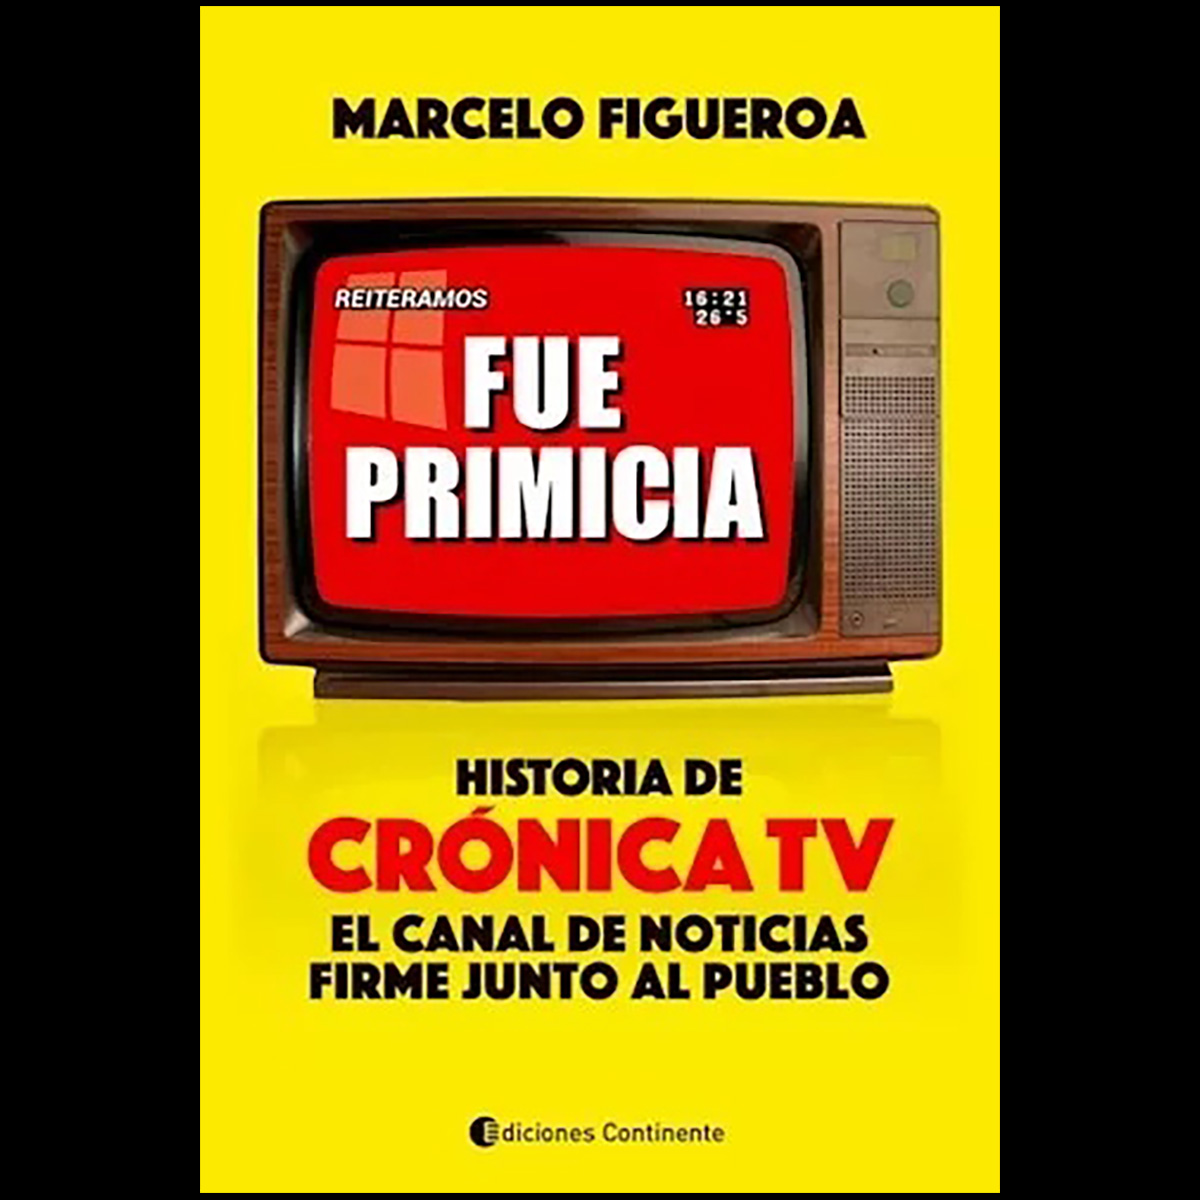 MARCELO FIGUEROA
REITERAMOS
16:21
26°5
FUE
PRIMICIA
HISTORIA DE
CRÓNICA TV
EL CANAL DE NOTICIAS
FIRME JUNTO AL PUEBLO
Ediciones Continente